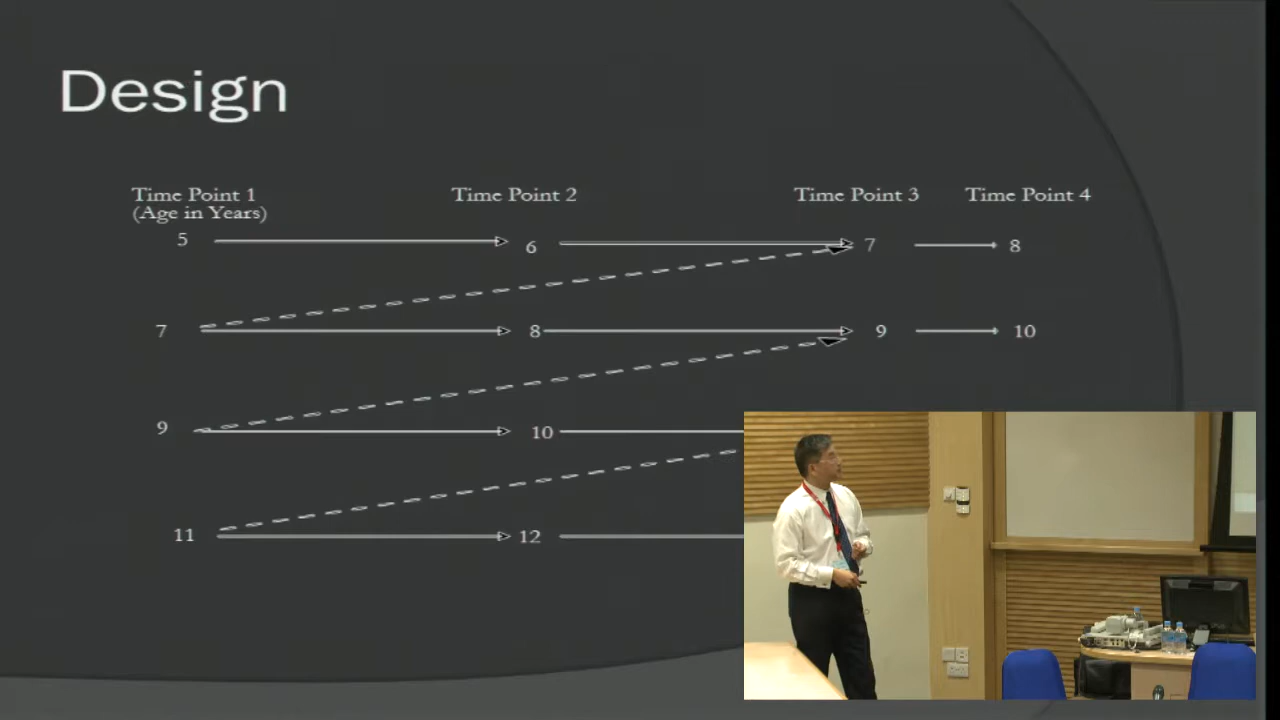 Design
Time Point 1 Time Point 2 Time Point 3 Time Point 4
(Age in Years)
5 6 7 8
7 8 9 10
9 10
11 12